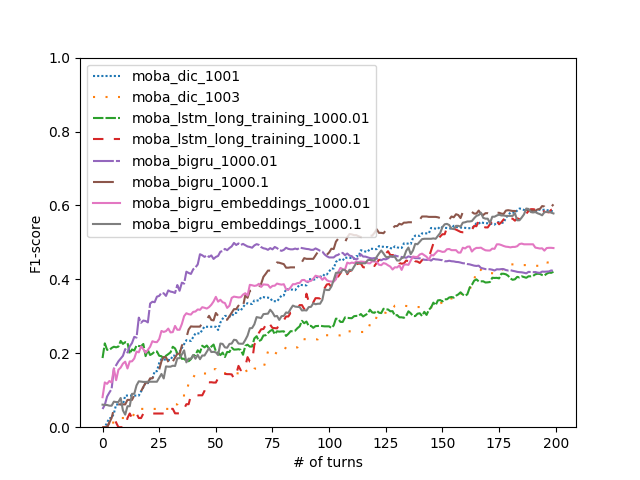 1.0
0.8
0.6
0.4
0.2
0.0
F1-score
moba_dic_1001
moba_dic_1003
moba_lstm_long_training_1000.01
moba_lstm_long_training_1000.1
moba_bigru_1000.01
moba_bigru_1000.1
moba_bigru_embeddings_1000.01
moba_bigru_embeddings_1000.1
0 25 50 75 100 125 150 175 200
# of turns